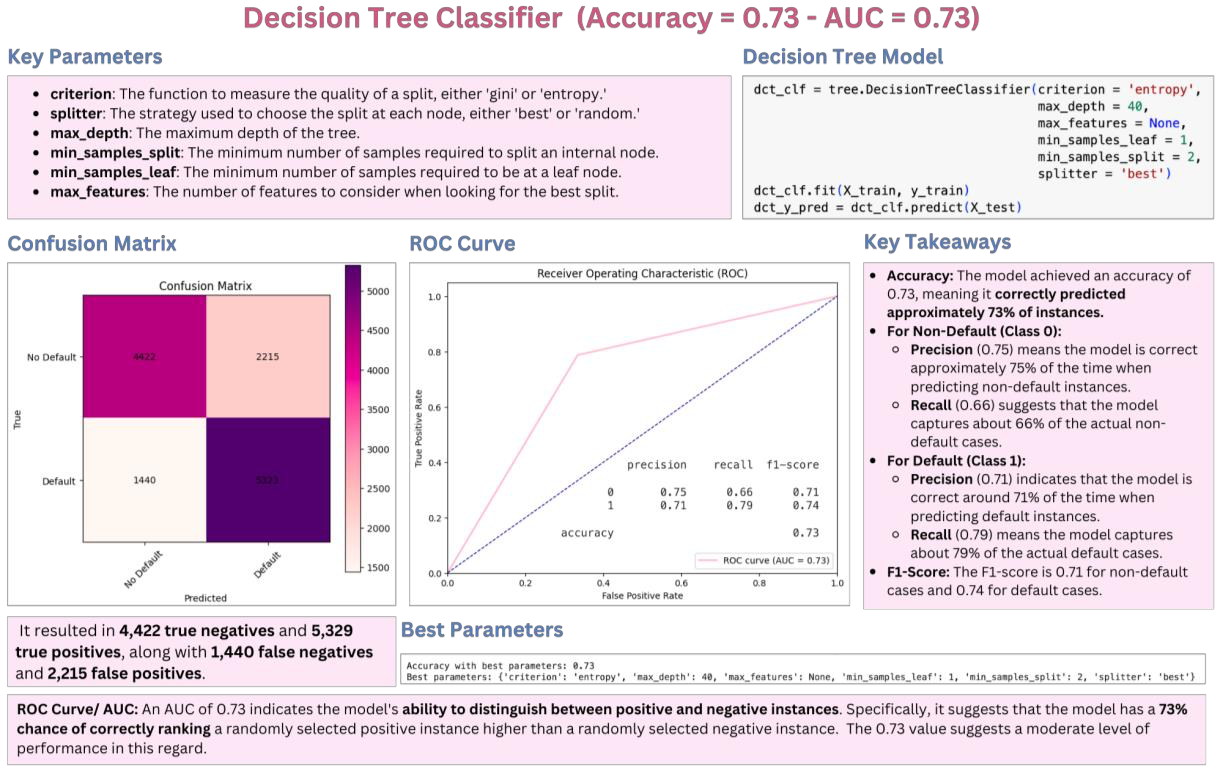 Decision Tree Classifier (Accuracy = 0.73 - AUC = 0.73)
Key Parameters
• criterion: The function to measure the quality of a split, either 'gini' or 'entropy.'
• splitter: The strategy used to choose the split at each node, either 'best' or 'random.'
• max_depth: The maximum depth of the tree.
• min_samples_split: The minimum number of samples required to split an internal node.
• min_samples_leaf: The minimum number of samples required to be at a leaf node.
• max_features: The number of features to consider when looking for the best split.
Decision Tree Model
dct_clf = tree.DecisionTreeClassifier(criterion = 'entropy',
max_depth = 40,
max_features = None,
min_samples_leaf = 1,
min_samples_split = 2,
splitter = 'best')
dct_clf.fit(X_train, y_train)
dct_y_pred = dct_clf.predict(X_test)
Confusion Matrix
Confusion Matrix
No Default
Default
True
4422
2215
1440
No Default
Default
Predicted
5000
4500
4000
3500
3000
2500
2000
1500
ROC Curve
Receiver Operating Characteristic (ROC)
True Positive Rate
1.0
0.8
0.6
0.4
0.2
0.0
precision recall f1-score
0 0.75 0.66 0.71
1 0.71 0.79 0.74
accuracy 0.73
ROC curve (AUC = 0.73)
0.0 0.2 0.4 0.6 0.8 1.0
False Positive Rate
Key Takeaways
• Accuracy: The model achieved an accuracy of
0.73, meaning it correctly predicted
approximately 73% of instances.
• For Non-Default (Class 0):
○ Precision (0.75) means the model is correct
approximately 75% of the time when
predicting non-default instances.
○ Recall (0.66) suggests that the model
captures about 66% of the actual non-
default cases.
• For Default (Class 1):
○ Precision (0.71) indicates that the model is
correct around 71% of the time when
predicting default instances.
○ Recall (0.79) means the model captures
about 79% of the actual default cases.
• F1-Score: The F1-score is 0.71 for non-default
cases and 0.74 for default cases.
It resulted in 4,422 true negatives and 5,329
true positives, along with 1,440 false negatives
and 2,215 false positives.
Best Parameters
Accuracy with best parameters: 0.73
Best parameters: {'criterion': 'entropy', 'max_depth': 40, 'max_features': None, 'min_samples_leaf': 1, 'min_samples_split': 2, 'splitter': 'best'}
ROC Curve/ AUC: An AUC of 0.73 indicates the model's ability to distinguish between positive and negative instances. Specifically, it suggests that the model has a 73%
chance of correctly ranking a randomly selected positive instance higher than a randomly selected negative instance. The 0.73 value suggests a moderate level of
performance in this regard.